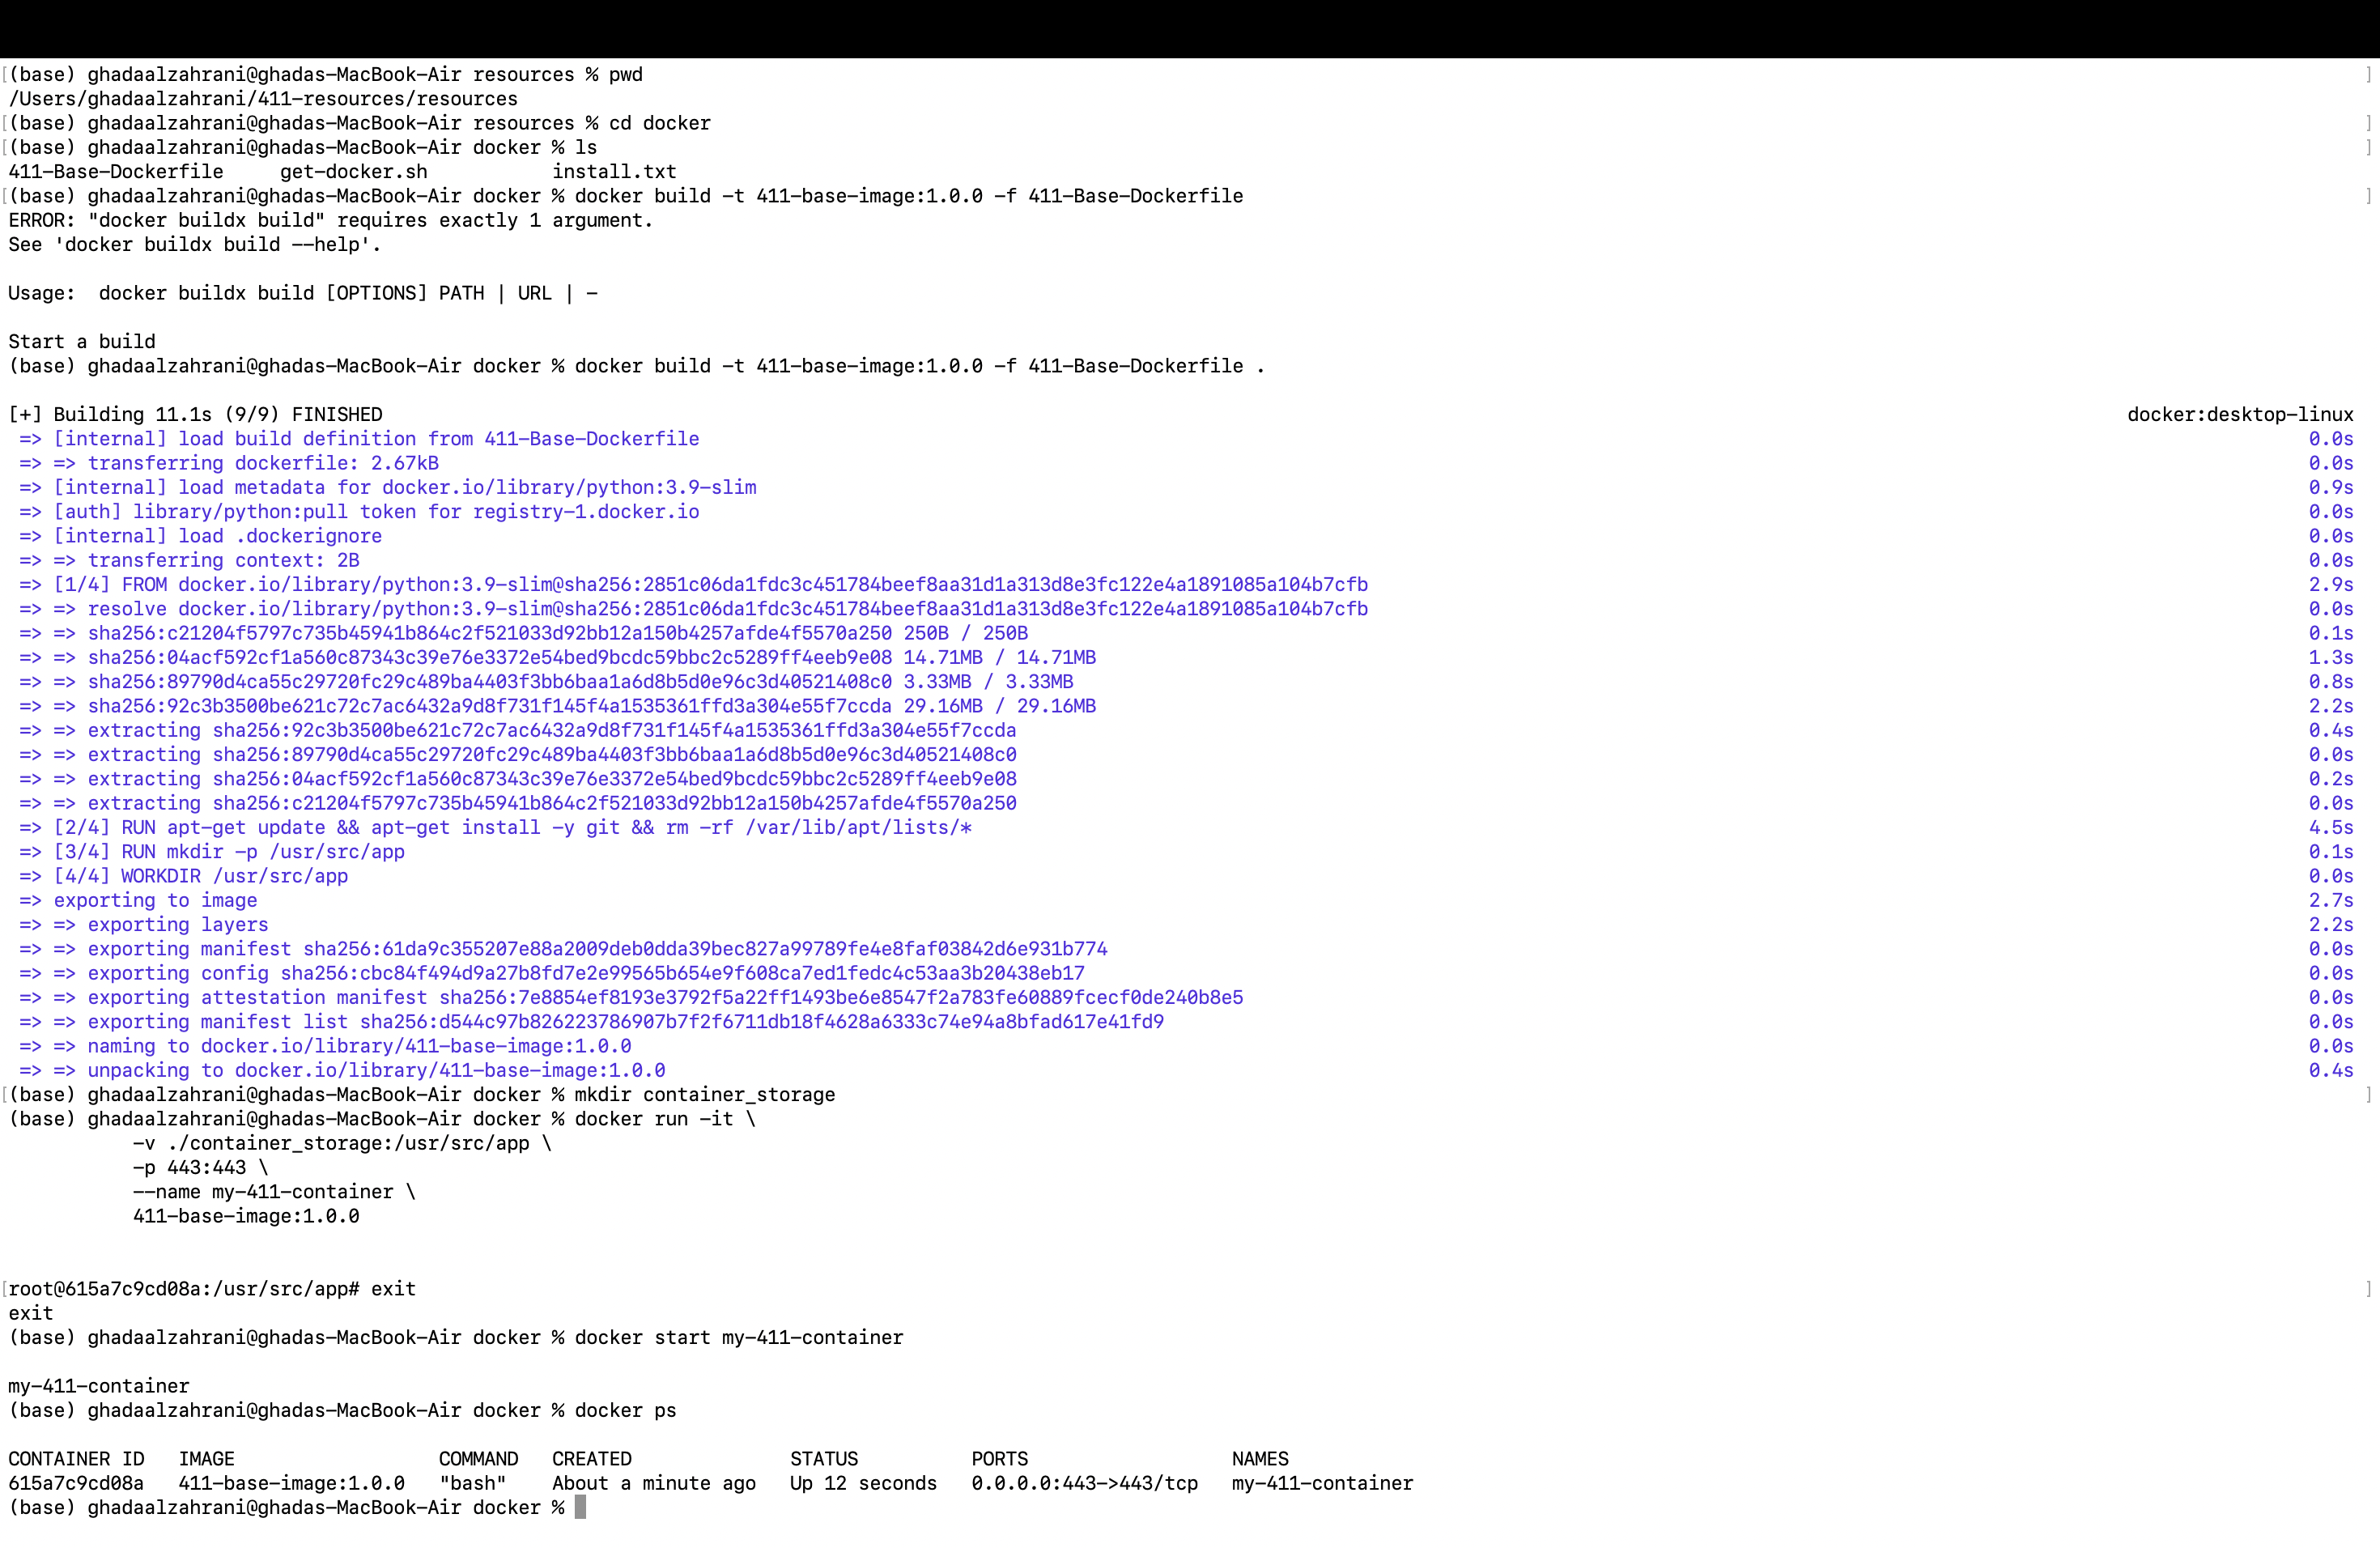 (base) ghadaalzahrani@ghadas-MacBook-Air resources % pwd
/Users/ghadaalzahrani/411-resources/resources
(base) ghadaalzahrani@ghadas-MacBook-Air resources % cd docker
(base) ghadaalzahrani@ghadas-MacBook-Air docker % ls
411-Base-Dockerfile     get-docker.sh           install.txt
(base) ghadaalzahrani@ghadas-MacBook-Air docker % docker build -t 411-base-image:1.0.0 -f 411-Base-Dockerfile
ERROR: "docker buildx build" requires exactly 1 argument.
See 'docker buildx build --help'.
Usage:  docker buildx build [OPTIONS] PATH | URL | -
Start a build
(base) ghadaalzahrani@ghadas-MacBook-Air docker % docker build -t 411-base-image:1.0.0 -f 411-Base-Dockerfile .
[+] Building 11.1s (9/9) FINISHED docker:desktop-linux
=> [internal] load build definition from 411-Base-Dockerfile 0.0s
=> => transferring dockerfile: 2.67kB 0.0s
=> [internal] load metadata for docker.io/library/python:3.9-slim 0.9s
=> [auth] library/python:pull token for registry-1.docker.io 0.0s
=> [internal] load .dockerignore 0.0s
=> => transferring context: 2B 0.0s
=> [1/4] FROM docker.io/library/python:3.9-slim@sha256:2851c06da1fdc3c451784beef8aa31d1a313d8e3fc122e4a1891085a104b7cfb 2.9s
=> => resolve docker.io/library/python:3.9-slim@sha256:2851c06da1fdc3c451784beef8aa31d1a313d8e3fc122e4a1891085a104b7cfb 0.0s
=> => sha256:c21204f5797c735b45941b864c2f521033d92bb12a150b4257afde4f5570a250 250B / 250B 0.1s
=> => sha256:04acf592cf1a560c87343c39e76e3372e54bed9bcdc59bbc2c5289ff4eeb9e08 14.71MB / 14.71MB 1.3s
=> => sha256:89790d4ca55c29720fc29c489ba4403f3bb6baa1a6d8b5d0e96c3d40521408c0 3.33MB / 3.33MB 0.8s
=> => sha256:92c3b3500be621c72c7ac6432a9d8f731f145f4a1535361ffd3a304e55f7ccda 29.16MB / 29.16MB 2.2s
=> => extracting sha256:92c3b3500be621c72c7ac6432a9d8f731f145f4a1535361ffd3a304e55f7ccda 0.4s
=> => extracting sha256:89790d4ca55c29720fc29c489ba4403f3bb6baa1a6d8b5d0e96c3d40521408c0 0.0s
=> => extracting sha256:04acf592cf1a560c87343c39e76e3372e54bed9bcdc59bbc2c5289ff4eeb9e08 0.2s
=> => extracting sha256:c21204f5797c735b45941b864c2f521033d92bb12a150b4257afde4f5570a250 0.0s
=> [2/4] RUN apt-get update && apt-get install -y git && rm -rf /var/lib/apt/lists/* 4.5s
=> [3/4] RUN mkdir -p /usr/src/app 0.1s
=> [4/4] WORKDIR /usr/src/app 0.0s
=> exporting to image 2.7s
=> => exporting layers 2.2s
=> => exporting manifest sha256:61da9c355207e88a2009deb0dda39bec827a99789fe4e8faf03842d6e931b774 0.0s
=> => exporting config sha256:cbc84f494d9a27b8fd7e2e99565b654e9f608ca7ed1fedc4c53aa3b20438eb17 0.0s
=> => exporting attestation manifest sha256:7e8854ef8193e3792f5a22ff1493be6e8547f2a783fe60889fcecf0de240b8e5 0.0s
=> => exporting manifest list sha256:d544c97b826223786907b7f2f6711db18f4628a6333c74e94a8bfad617e41fd9 0.0s
=> => naming to docker.io/library/411-base-image:1.0.0 0.0s
=> => unpacking to docker.io/library/411-base-image:1.0.0 0.4s
(base) ghadaalzahrani@ghadas-MacBook-Air docker % mkdir container_storage
(base) ghadaalzahrani@ghadas-MacBook-Air docker % docker run -it \
-v ./container_storage:/usr/src/app \
-p 443:443 \
--name my-411-container \
411-base-image:1.0.0
root@615a7c9cd08a:/usr/src/app# exit
exit
(base) ghadaalzahrani@ghadas-MacBook-Air docker % docker start my-411-container
my-411-container
(base) ghadaalzahrani@ghadas-MacBook-Air docker % docker ps
CONTAINER ID   IMAGE                  COMMAND   CREATED              STATUS          PORTS                  NAMES
615a7c9cd08a   411-base-image:1.0.0   "bash"    About a minute ago   Up 12 seconds   0.0.0.0:443->443/tcp   my-411-container
(base) ghadaalzahrani@ghadas-MacBook-Air docker %